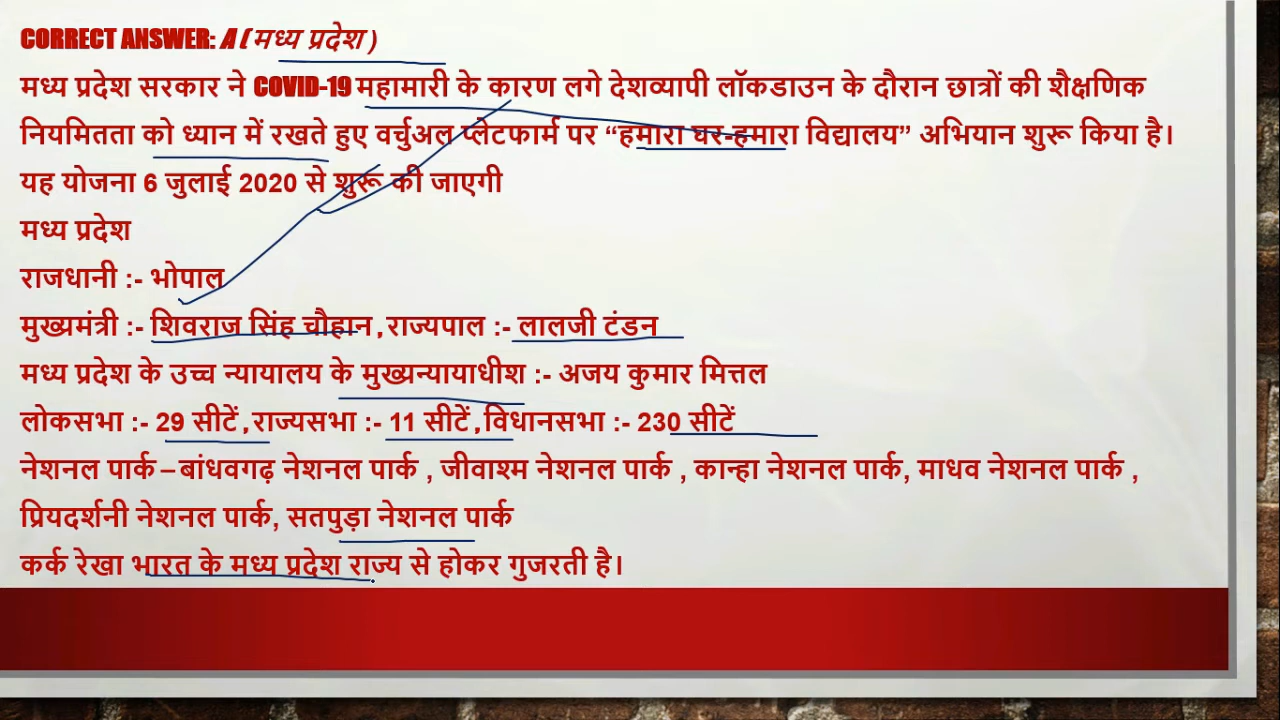 CORRECT ANSWER: A (मध्य प्रदेश )
मध्य प्रदेश सरकार ने COVID-19 महामारी के कारण लगे देशव्यापी लॉकडाउन के दौरान छात्रों की शैक्षणिक
नियमितता को ध्यान में रखते हुए वर्चुअल प्लेटफार्म पर “हमारा घर-हमारा विद्यालय” अभियान शुरू किया है।
यह योजना 6 जुलाई 2020 से शुरू की जाएगी
मध्य प्रदेश
राजधानी :- भोपाल
मुख्यमंत्री :- शिवराज सिंह चौहान , राज्यपाल :- लालजी टंडन
मध्य प्रदेश के उच्च न्यायालय के मुख्यन्यायाधीश :- अजय कुमार मित्तल
लोकसभा :- 29 सीटें , राज्यसभा :- 11 सीटें , विधानसभा :- 230 सीटें
नेशनल पार्क – बांधवगढ़ नेशनल पार्क , जीवाश्म नेशनल पार्क , कान्हा नेशनल पार्क, माधव नेशनल पार्क ,
प्रियदर्शनी नेशनल पार्क, सतपुड़ा नेशनल पार्क
कर्क रेखा भारत के मध्य प्रदेश राज्य से होकर गुजरती है।